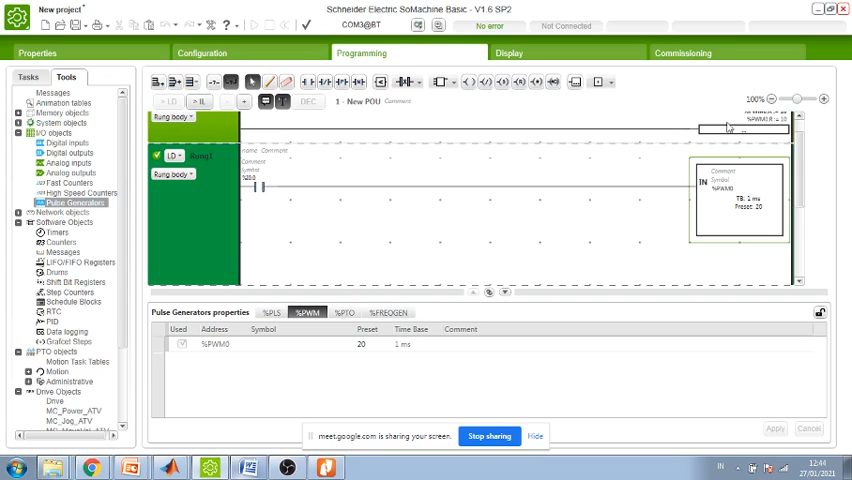 New project *
Schneider Electric SoMachine Basic - V1.6 SP2
COM3@BT
No error
Not Connected
Properties
Configuration
Programming
Display
Commissioning
Tasks
Tools
Messages
Animation tables
Memory objects
System objects
I/O objects
Digital inputs
Digital outputs
Analog inputs
Analog outputs
Fast Counters
High Speed Counters
Pulse Generators
Network objects
Software Objects
Timers
Counters
Messages
LIFO/FIFO Registers
Drums
Shift Bit Registers
Step Counters
Schedule Blocks
RTC
PID
Data logging
Grafcet Steps
PTO objects
Motion Task Tables
Motion
Administrative
Drive Objects
Drive
MC_Power_ATV
MC_Jog_ATV
> LD
> IL
DEC
1 - New POU
Comment
100%
Rung body
%PWM0.R := 10
LD
Rung1
name Comment
Rung body
Comment
Symbol
%I0.0
Comment
Symbol
IN
%PWM0
TB: 1 ms
Preset: 20
Pulse Generators properties
%PLS
%PWM
%PTO
%FREQGEN
Used
Address
Symbol
Preset
Time Base
Comment
%PWM0
20
1 ms
Apply
Cancel
meet.google.com is sharing your screen.
Stop sharing
Hide
IN
12:44
27/01/2021